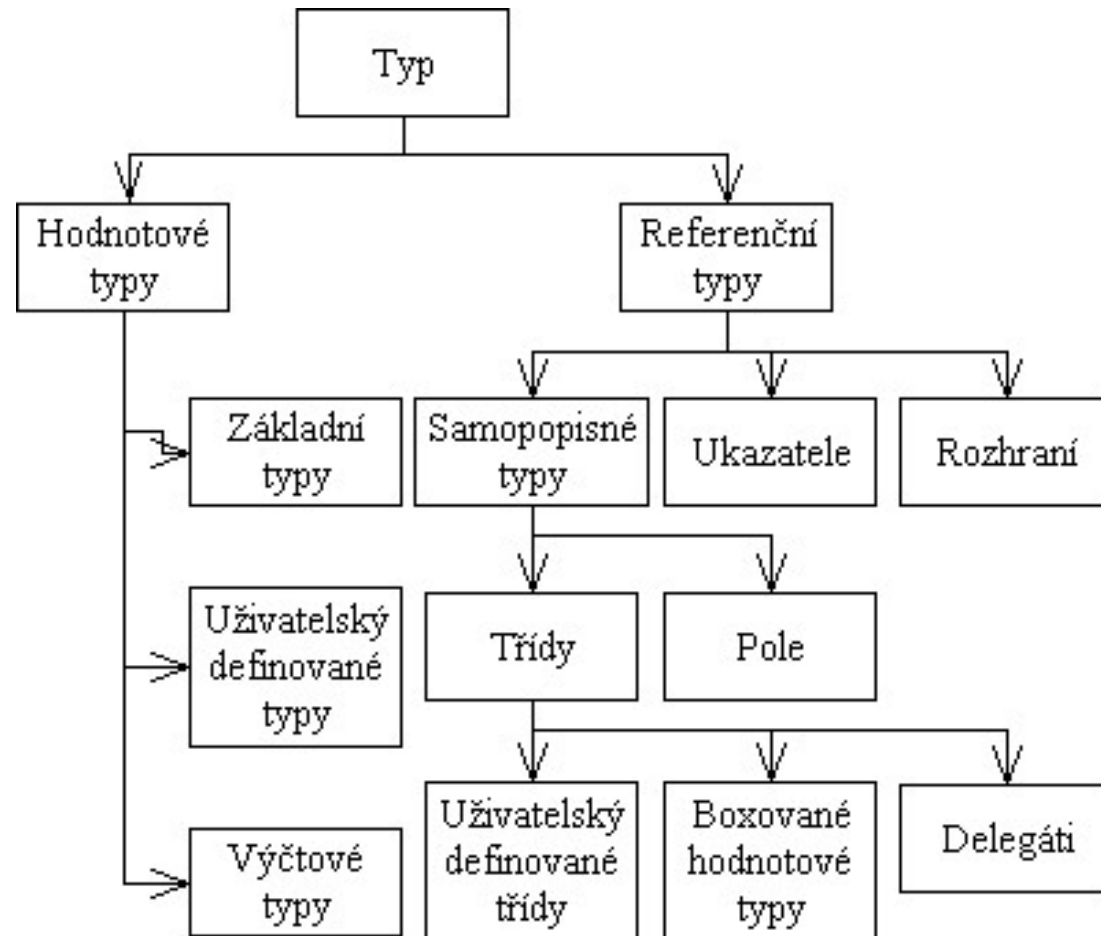 Typ
Hodnotové
typy
Referenční
typy
Základní
typy
Samopopisné
typy
Ukazatele
Rozhraní
Uživatelský
definované
typy
Třídy
Pole
Výčtové
typy
Uživatelský
definované
třídy
Boxované
hodnotové
typy
Delegáti